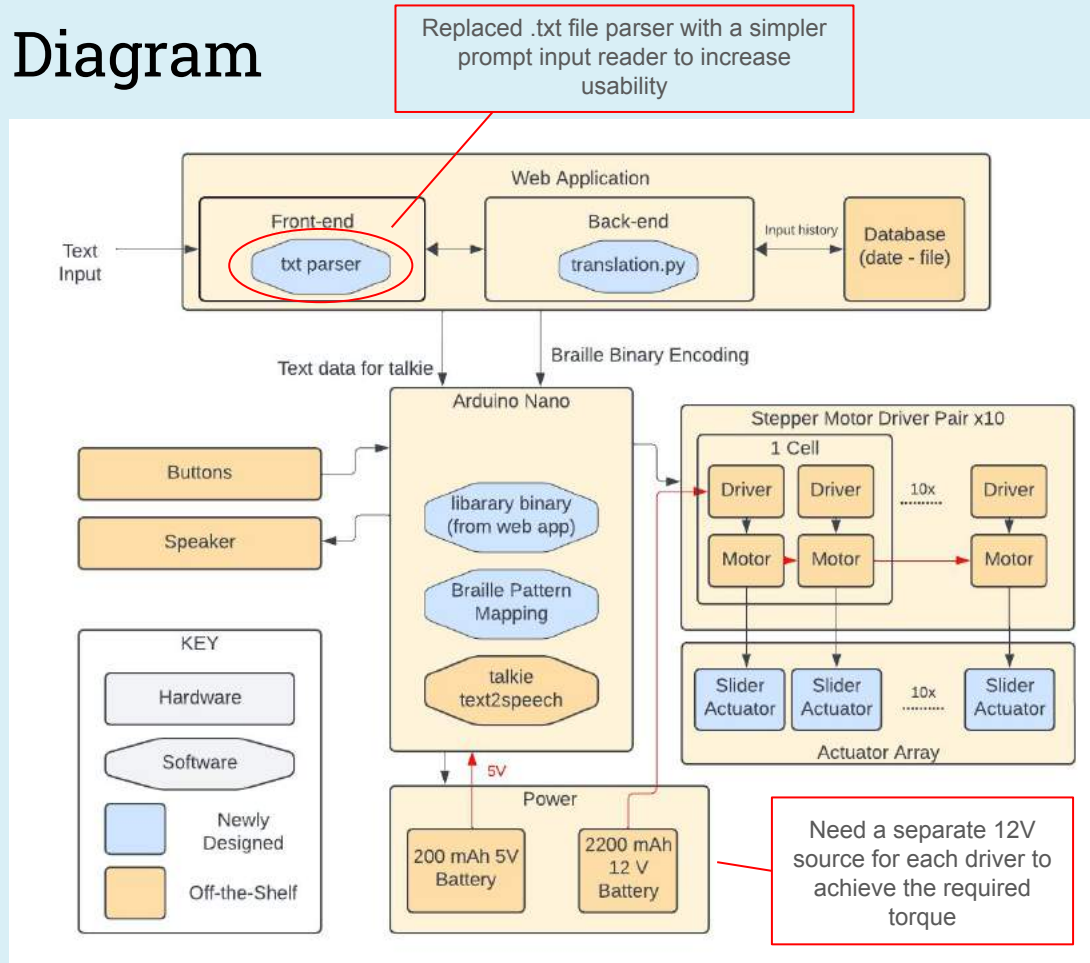 Diagram
Replaced .txt file parser with a simpler
prompt input reader to increase
usability
Web Application
Text
Input
Front-end
txt parser
Back-end
translation.py
Input history
Database
(date - file)
Text data for talkie
Braille Binary Encoding
Arduino Nano
libarary binary
(from web app)
Braille Pattern
Mapping
talkie
text2speech
Buttons
Speaker
Stepper Motor Driver Pair x10
1 Cell
Driver
Driver
10x
Driver
Motor
Motor
Motor
Slider
Actuator
Slider
Actuator
10x
Slider
Actuator
Actuator Array
KEY
Hardware
Software
Newly
Designed
Off-the-Shelf
5V
Power
200 mAh 5V
Battery
2200 mAh
12 V
Battery
Need a separate 12V
source for each driver to
achieve the required
torque